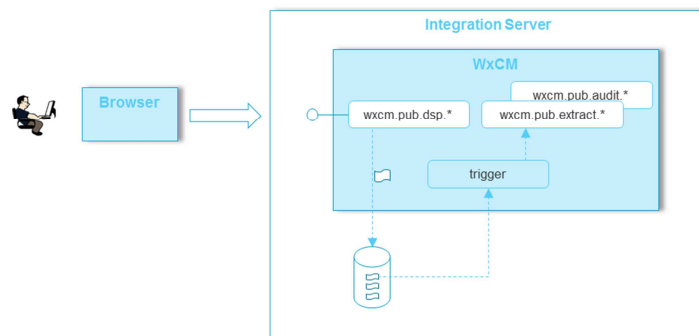 Integration Server
WxCM
Browser
wxcm.pub.audit.*
wxcm.pub.dsp.*
wxcm.pub.extract.*
trigger